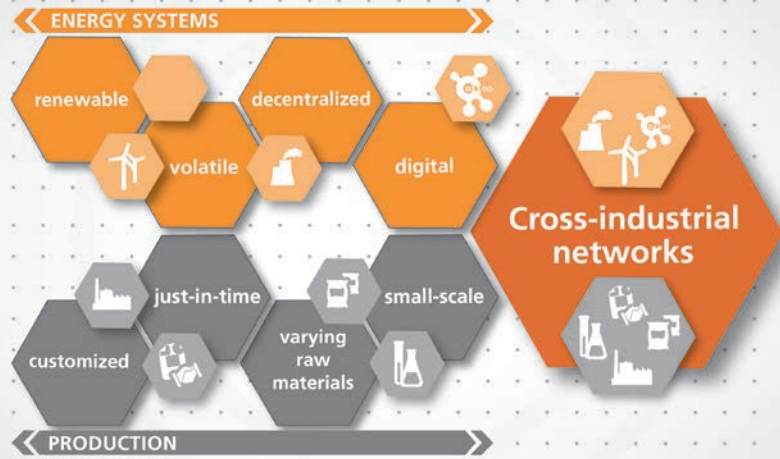 ENERGY SYSTEMS
renewable
decentralized
volatile
digital
Cross-industrial
networks
just-in-time
small-scale
customized
varying
raw
materials
PRODUCTION